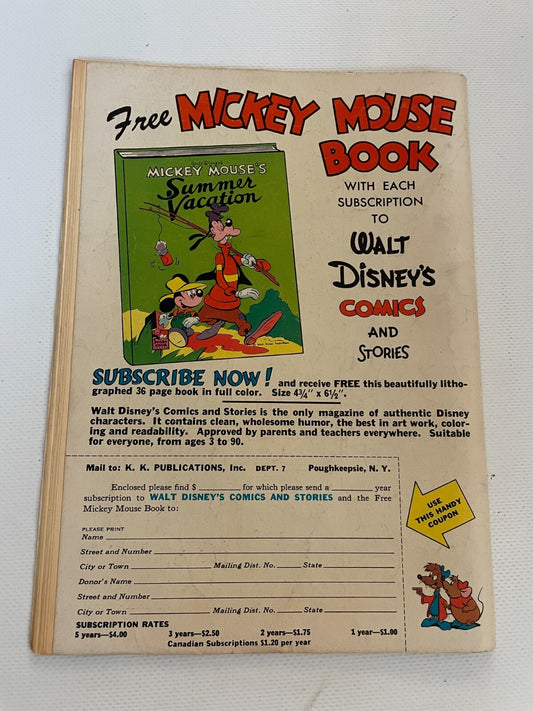 Free MICKEY MOUSE
BOOK
WITH EACH
SUBSCRIPTION
TO
WALT
DISNEY'S
COMICS
AND
STORIES
Walt Disney's
MICKEY MOUSE'S
Summer
Vacation
SUBSCRIBE NOW! and receive FREE this beautifully litho-
graphed 36 page book in full color. Size 4¾" x 6½".
Walt Disney's Comics and Stories is the only magazine of authentic Disney
characters. It contains clean, wholesome humor, the best in art work, color-
ing and readability. Approved by parents and teachers everywhere. Suitable
for everyone, from ages 3 to 90.
Mail to: K. K. PUBLICATIONS, Inc. DEPT. 7 Poughkeepsie, N. Y.
Enclosed please find $ for which please send a year
subscription to WALT DISNEY'S COMICS AND STORIES and the Free
Mickey Mouse Book to:
PLEASE PRINT
Name
Street and Number
City or Town Mailing Dist. No. State
Donor's Name
Street and Number
City or Town Mailing Dist. No. State
SUBSCRIPTION RATES
5 years—$4.00 3 years—$2.50 2 years—$1.75 1 year—$1.00
Canadian Subscriptions $1.20 per year
USE
THIS HANDY
COUPON